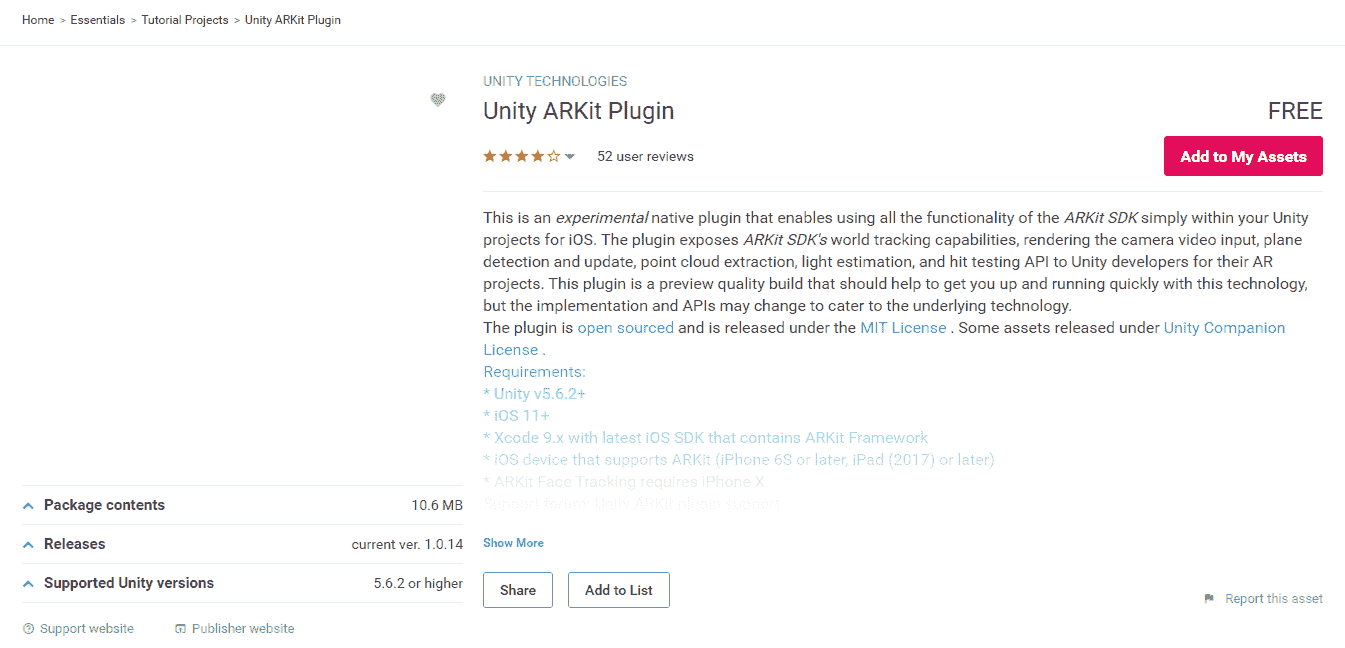 Home > Essentials > Tutorial Projects > Unity ARKit Plugin
UNITY TECHNOLOGIES
Unity ARKit Plugin
FREE
52 user reviews
Add to My Assets
This is an experimental native plugin that enables using all the functionality of the ARKit SDK simply within your Unity
projects for iOS. The plugin exposes ARKit SDK's world tracking capabilities, rendering the camera video input, plane
detection and update, point cloud extraction, light estimation, and hit testing API to Unity developers for their AR
projects. This plugin is a preview quality build that should help to get you up and running quickly with this technology,
but the implementation and APIs may change to cater to the underlying technology.
The plugin is open sourced and is released under the MIT License . Some assets released under Unity Companion
License .
Requirements:
* Unity v5.6.2+
* iOS 11+
* Xcode 9.x with latest iOS SDK that contains ARKit Framework
* iOS device that supports ARKit (iPhone 6S or later, iPad (2017) or later)
* ARKit Face Tracking requires iPhone X
Support forum: Unity ARKit plugin support
Show More
Share
Add to List
Report this asset
Package contents 10.6 MB
Releases current ver. 1.0.14
Supported Unity versions 5.6.2 or higher
Support website
Publisher website